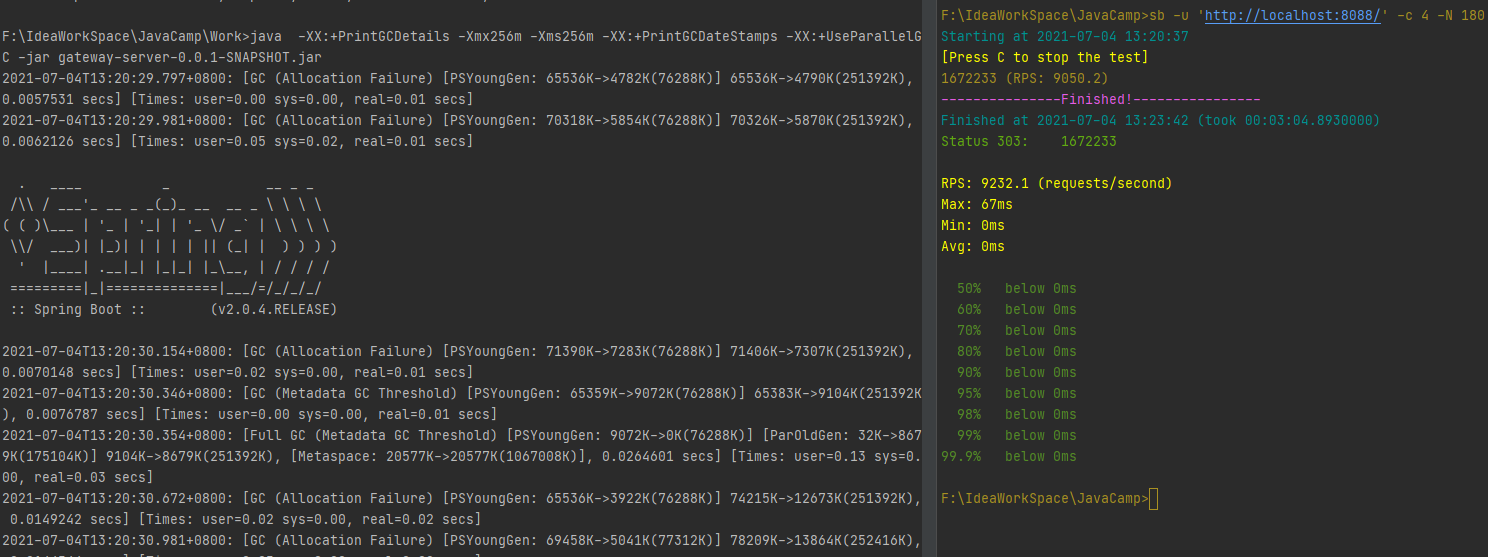 F:\IdeaWorkSpace\JavaCamp\Work>java  -XX:+PrintGCDetails -Xmx256m -Xms256m -XX:+PrintGCDateStamps -XX:+UseParallelG
C -jar gateway-server-0.0.1-SNAPSHOT.jar
2021-07-04T13:20:29.797+0800: [GC (Allocation Failure) [PSYoungGen: 65536K->4782K(76288K)] 65536K->4790K(251392K),
0.0057531 secs] [Times: user=0.00 sys=0.00, real=0.01 secs]
2021-07-04T13:20:29.981+0800: [GC (Allocation Failure) [PSYoungGen: 70318K->5854K(76288K)] 70326K->5870K(251392K),
0.0062126 secs] [Times: user=0.05 sys=0.02, real=0.01 secs]
:: Spring Boot ::        (v2.0.4.RELEASE)
2021-07-04T13:20:30.154+0800: [GC (Allocation Failure) [PSYoungGen: 71390K->7283K(76288K)] 71406K->7307K(251392K),
0.0070148 secs] [Times: user=0.02 sys=0.00, real=0.01 secs]
2021-07-04T13:20:30.346+0800: [GC (Metadata GC Threshold) [PSYoungGen: 65359K->9072K(76288K)] 65383K->9104K(251392K
), 0.0076787 secs] [Times: user=0.00 sys=0.00, real=0.01 secs]
2021-07-04T13:20:30.354+0800: [Full GC (Metadata GC Threshold) [PSYoungGen: 9072K->0K(76288K)] [ParOldGen: 32K->867
9K(175104K)] 9104K->8679K(251392K), [Metaspace: 20577K->20577K(1067008K)], 0.0264601 secs] [Times: user=0.13 sys=0.
00, real=0.03 secs]
2021-07-04T13:20:30.672+0800: [GC (Allocation Failure) [PSYoungGen: 65536K->3922K(76288K)] 74215K->12673K(251392K),
0.0149242 secs] [Times: user=0.02 sys=0.00, real=0.02 secs]
2021-07-04T13:20:30.981+0800: [GC (Allocation Failure) [PSYoungGen: 69458K->5041K(77312K)] 78209K->13864K(252416K),
F:\IdeaWorkSpace\JavaCamp>sb -u 'http://localhost:8088/' -c 4 -N 180
Starting at 2021-07-04 13:20:37
[Press C to stop the test]
1672233 (RPS: 9050.2)
---------------Finished!----------------
Finished at 2021-07-04 13:23:42 (took 00:03:04.8930000)
Status 303:    1672233
RPS: 9232.1 (requests/second)
Max: 67ms
Min: 0ms
Avg: 0ms
50%   below 0ms
60%   below 0ms
70%   below 0ms
80%   below 0ms
90%   below 0ms
95%   below 0ms
98%   below 0ms
99%   below 0ms
99.9%   below 0ms
F:\IdeaWorkSpace\JavaCamp>